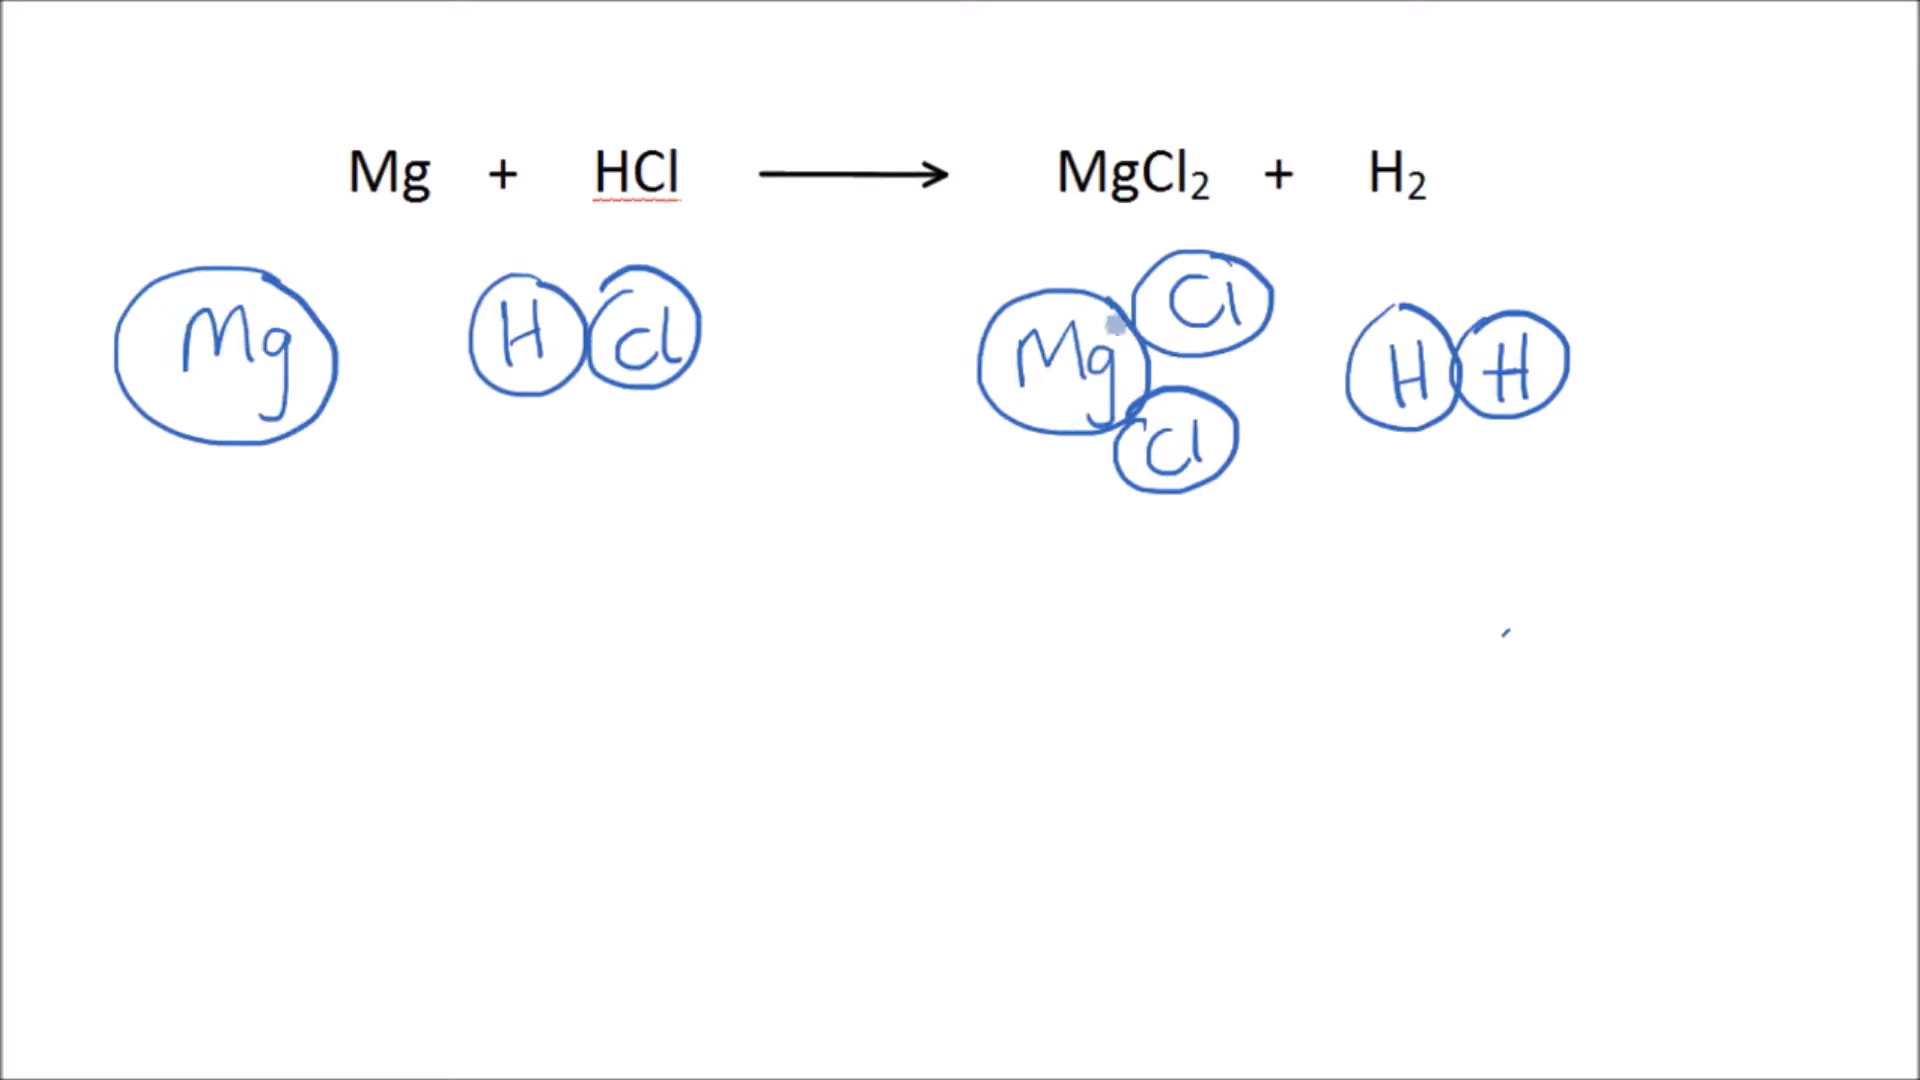 Mg + HCl ⟶ MgCl₂ + H₂
Mg H Cl Mg Cl Cl H H